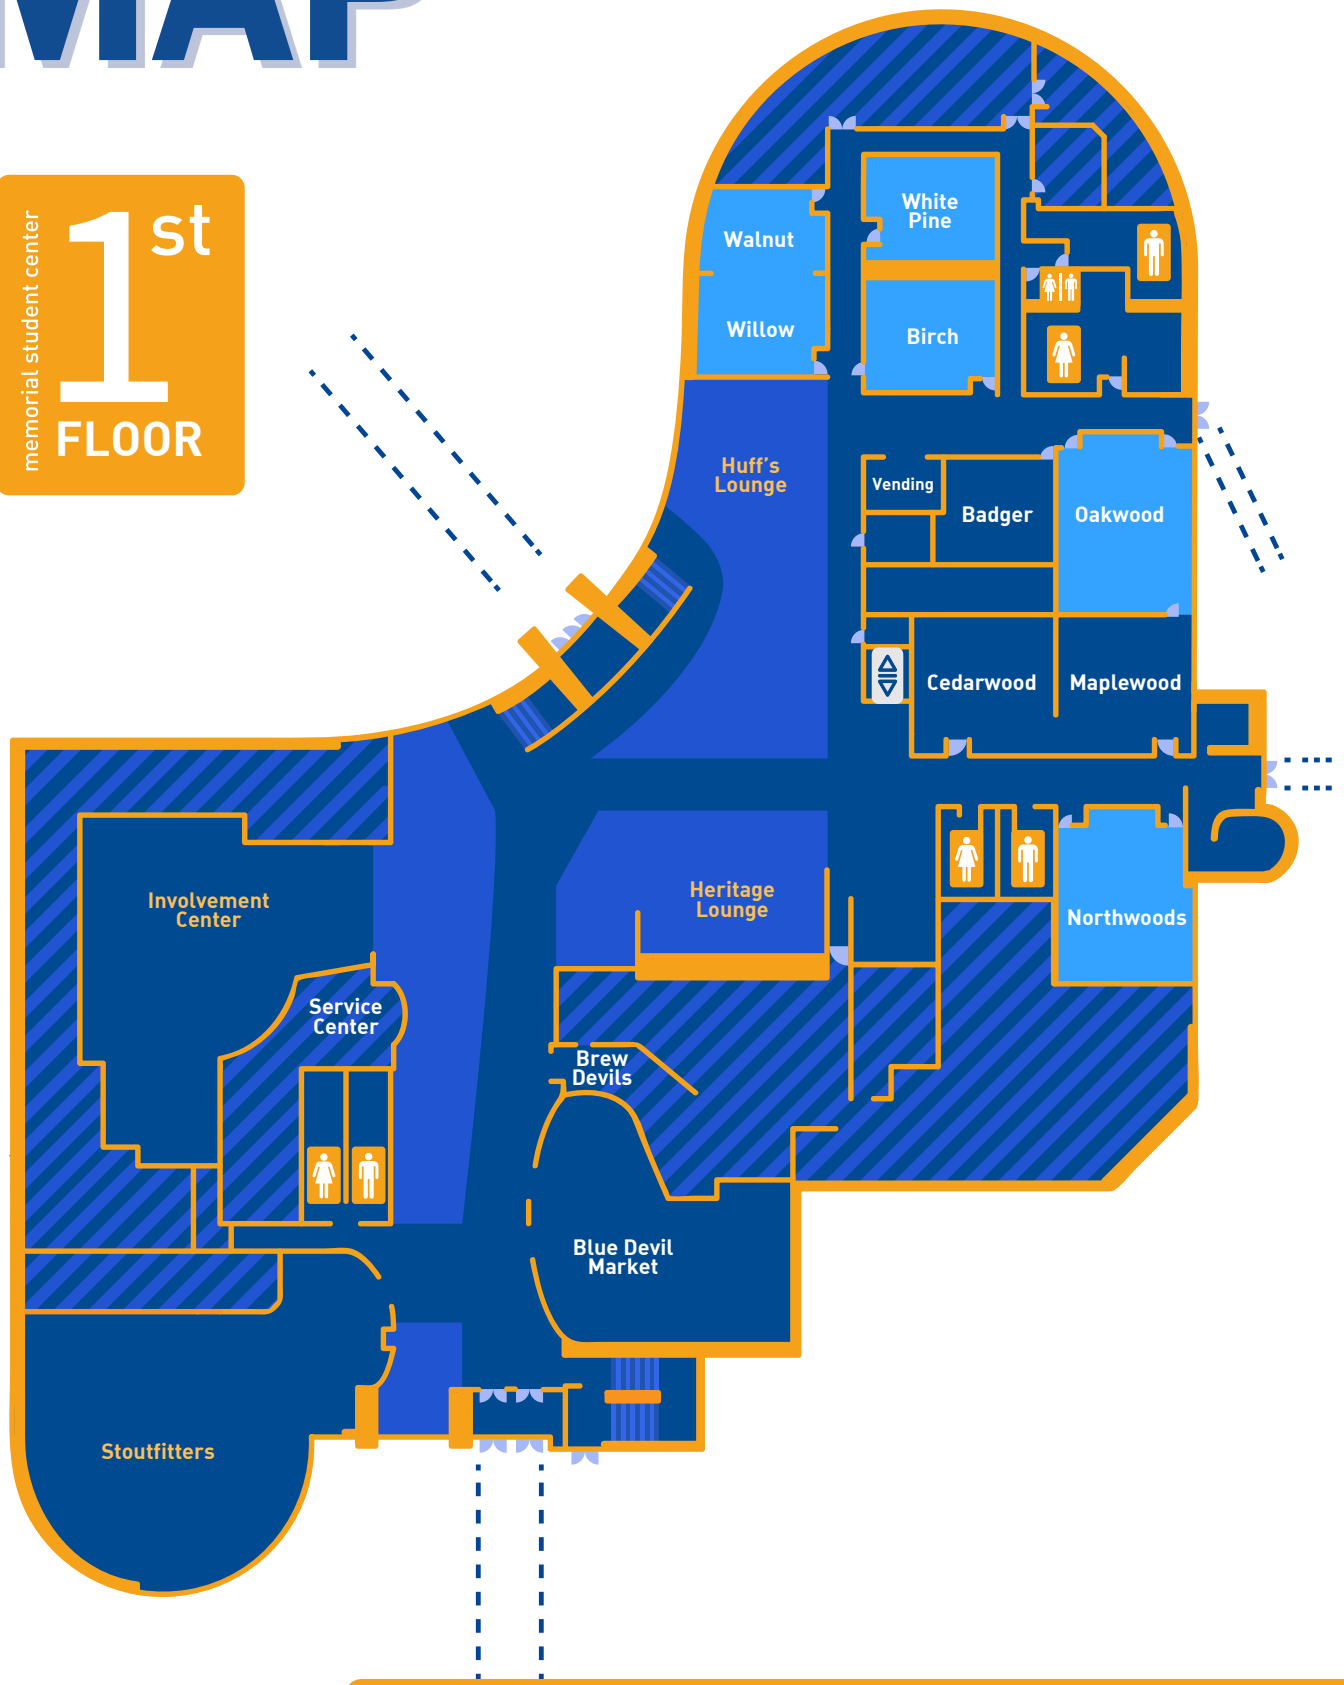 MAP
memorial student center
1st
FLOOR
White
Pine
Walnut
Willow
Birch
Huff's
Lounge
Vending
Badger
Oakwood
Cedarwood
Maplewood
Involvement
Center
Heritage
Lounge
Northwoods
Service
Center
Brew
Devils
Blue Devil
Market
Stoutfitters